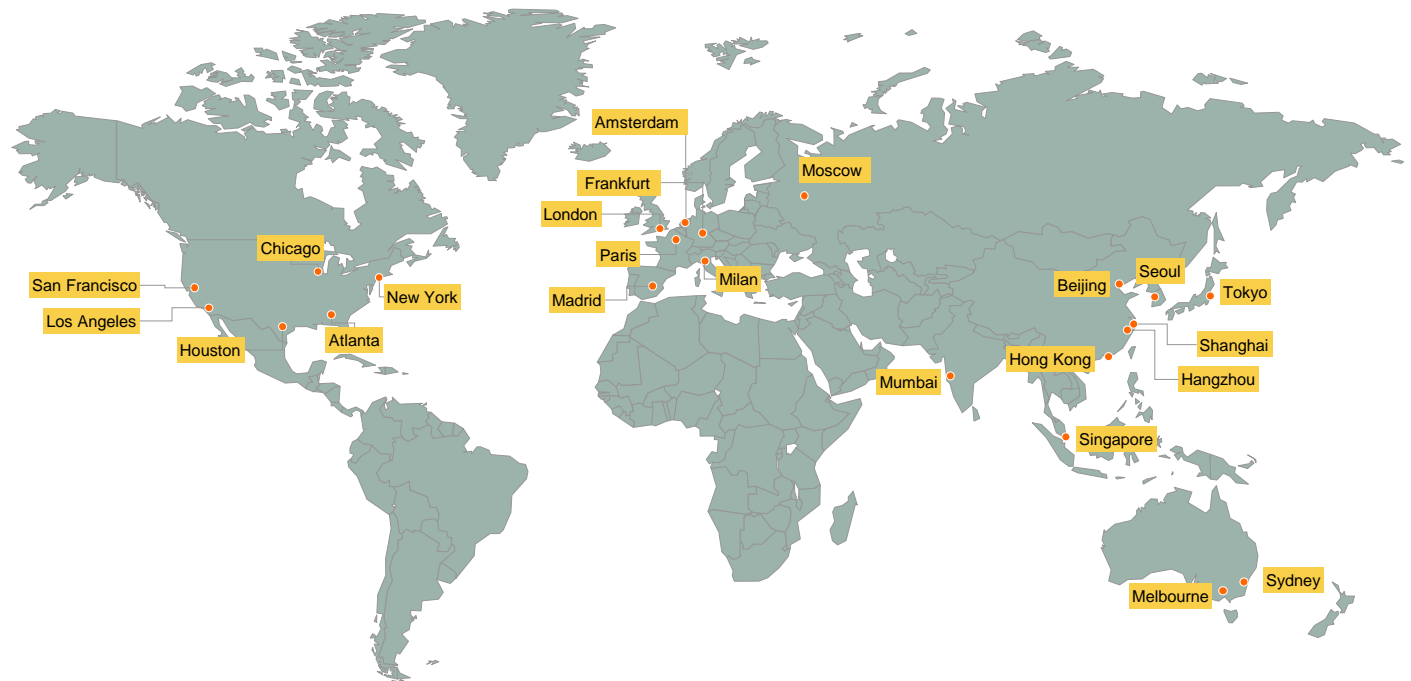 Amsterdam
Moscow
Frankfurt
London
Chicago
Paris
Seoul
Milan
Beijing
San Francisco
New York
Madrid
Tokyo
Los Angeles
Atlanta
Shanghai
Houston
Hong Kong
Hangzhou
Mumbai
Singapore
Sydney
Melbourne